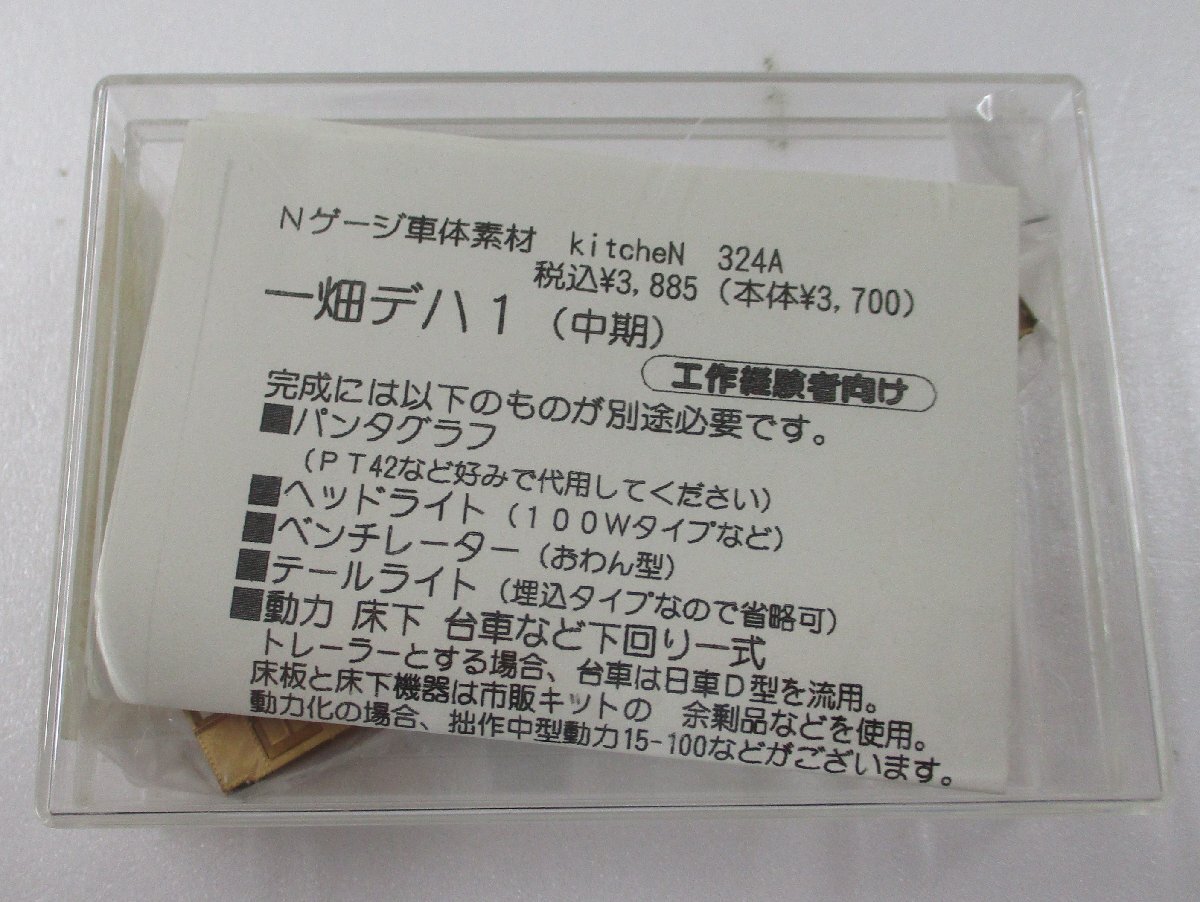 Nゲージ車体素材 kitcheN 324A
税込¥3,885（本体¥3,700）
一畑デハ1（中期）
工作経験者向け
完成には以下のものが別途必要です。
■パンタグラフ
（PT42など好みで代用してください）
■ヘッドライト（100Wタイプなど）
■ベンチレーター（おわん型）
■テールライト（埋込タイプなので省略可）
■動力 床下 台車など下回り一式
トレーラーとする場合、台車は日車D型を流用。
床板と床下機器は市販キットの 余剰品などを使用。
動力化の場合、拙作中型動力15-100などがございます。